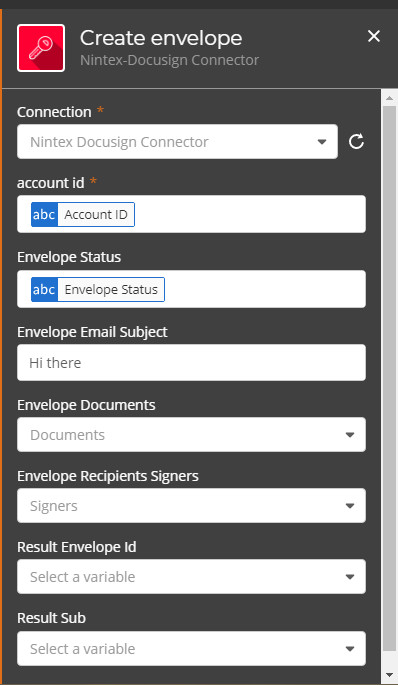 Create envelope
Nintex-Docusign Connector
Connection *
Nintex Docusign Connector
account id *
abc Account ID
Envelope Status
abc Envelope Status
Envelope Email Subject
Hi there
Envelope Documents
Documents
Envelope Recipients Signers
Signers
Result Envelope Id
Select a variable
Result Sub
Select a variable